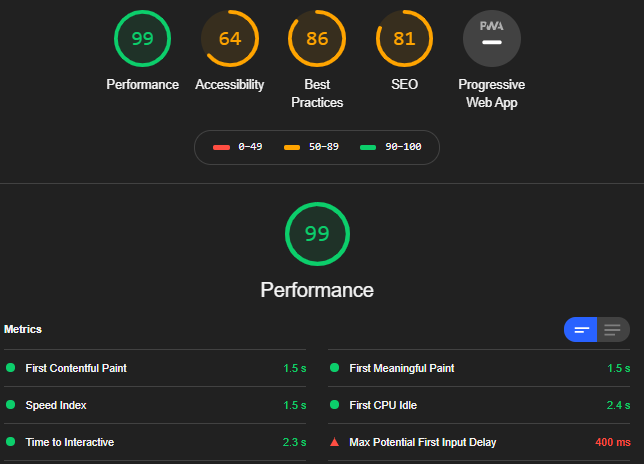 99 64 86 81 PWA
Performance Accessibility Best Practices SEO Progressive Web App
0–49 50–89 90–100
99
Performance
Metrics
First Contentful Paint 1.5 s
First Meaningful Paint 1.5 s
Speed Index 1.5 s
First CPU Idle 2.4 s
Time to Interactive 2.3 s
Max Potential First Input Delay 400 ms